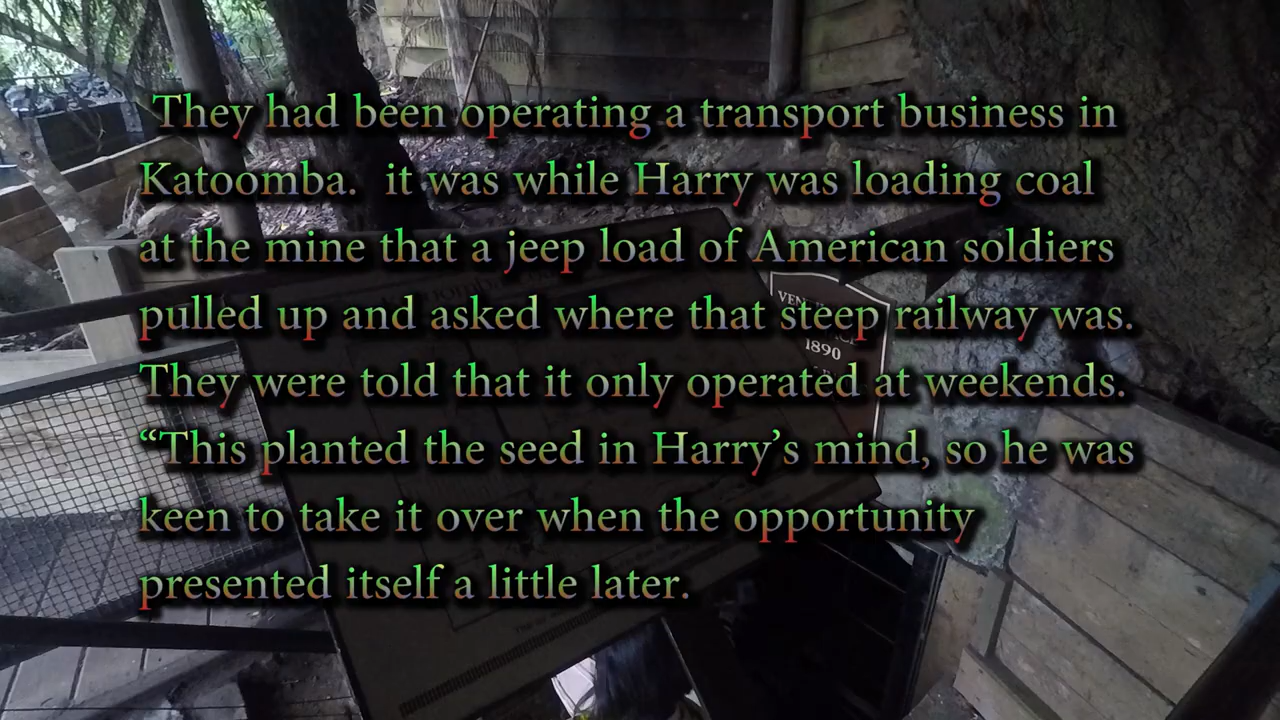 They had been operating a transport business in
Katoomba. it was while Harry was loading coal
at the mine that a jeep load of American soldiers
pulled up and asked where that steep railway was.
They were told that it only operated at weekends.
“This planted the seed in Harry’s mind, so he was
keen to take it over when the opportunity
presented itself a little later.
1890